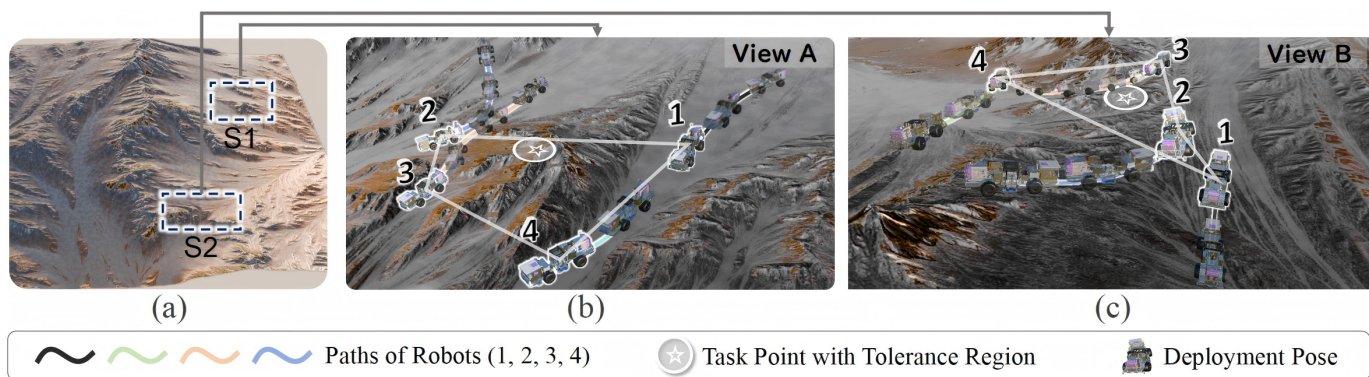 View A
View B
S1
S2
1
2
3
4
4
3
2
1
(a)
(b)
(c)
Paths of Robots (1, 2, 3, 4)
Task Point with Tolerance Region
Deployment Pose